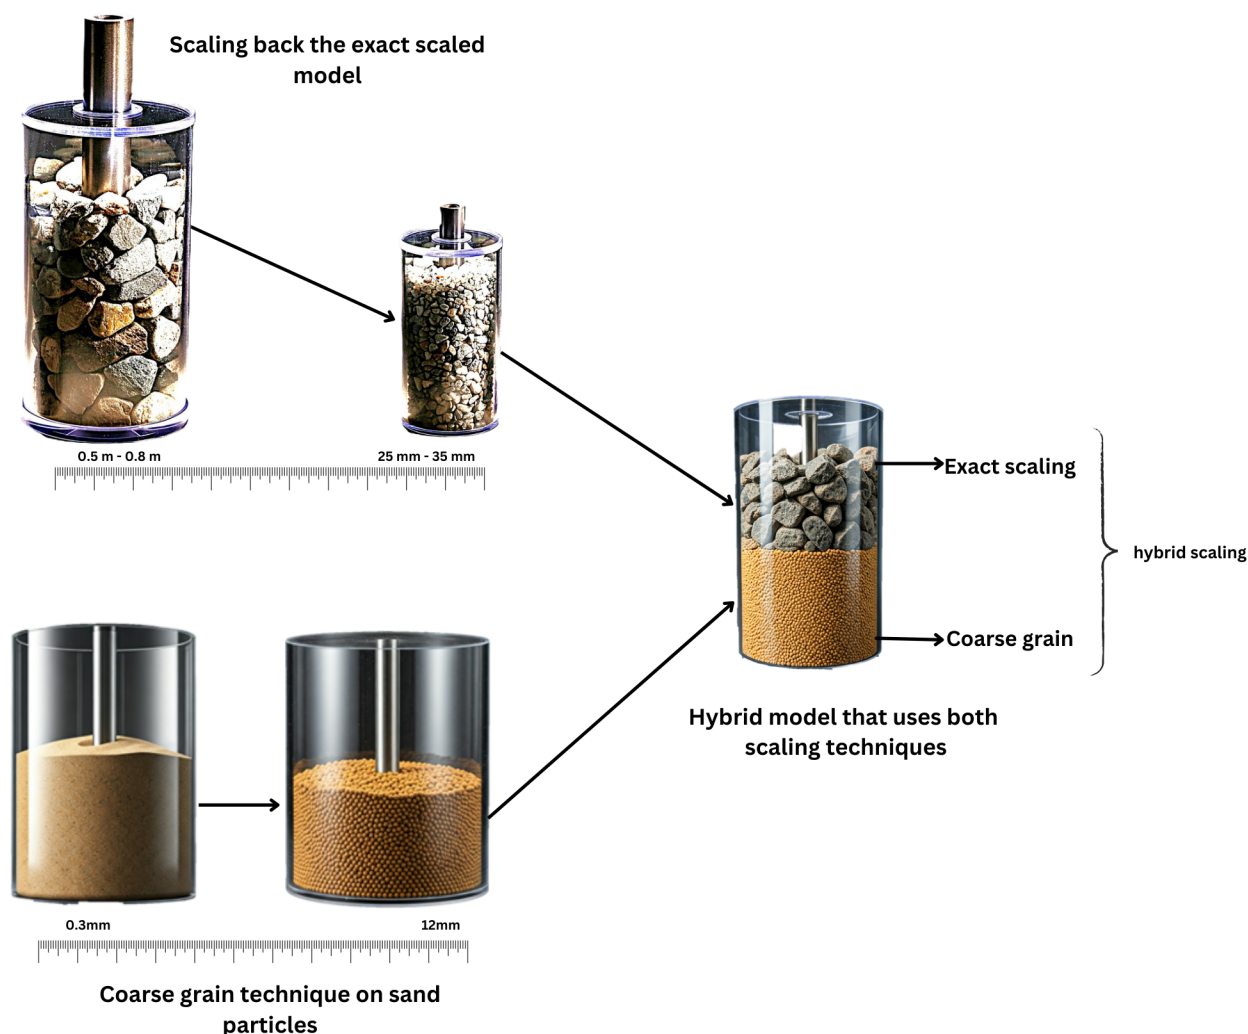 Scaling back the exact scaled
model
0.5 m - 0.8 m
25 mm - 35 mm
Exact scaling
hybrid scaling
Coarse grain
Hybrid model that uses both
scaling techniques
0.3mm
12mm
Coarse grain technique on sand
particles